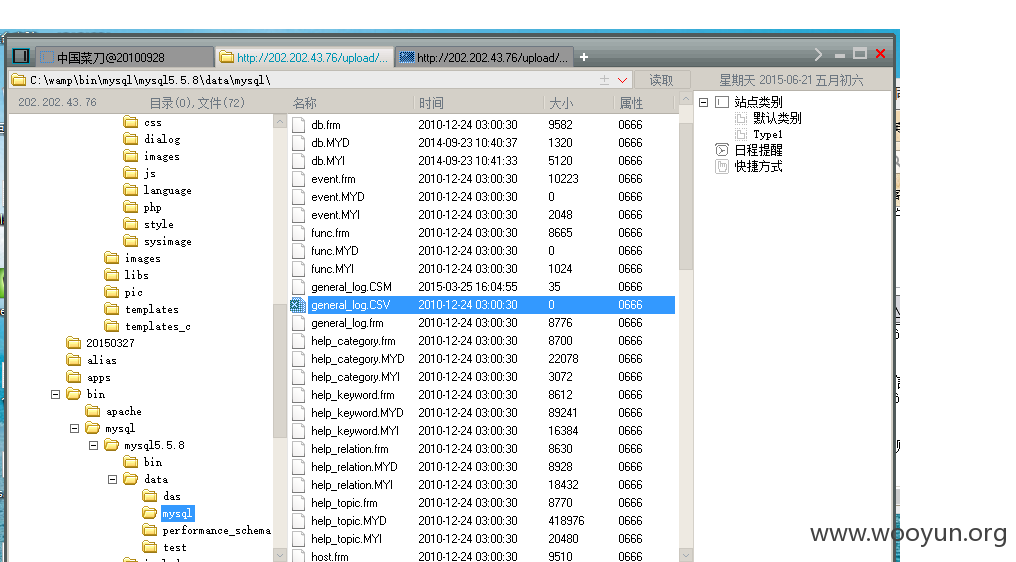 中国菜刀@20100928
http://202.202.43.76/upload/...
http://202.202.43.76/upload/...
C:\wamp\bin\mysql\mysql5.5.8\data\mysql\
读取
星期天 2015-06-21 五月初六
202.202.43.76
目录(0),文件(72)
名称 时间 大小 属性
css
dialog
images
js
language
php
style
sysimage
images
libs
pic
templates
templates_c
20150327
alias
apps
bin
apache
mysql
mysql5.5.8
bin
data
das
mysql
performance_schema
test
db.frm 2010-12-24 03:00:30 9582 0666
db.MYD 2014-09-23 10:40:37 1320 0666
db.MYI 2014-09-23 10:41:33 5120 0666
event.frm 2010-12-24 03:00:30 10223 0666
event.MYD 2010-12-24 03:00:30 0 0666
event.MYI 2010-12-24 03:00:30 2048 0666
func.frm 2010-12-24 03:00:30 8665 0666
func.MYD 2010-12-24 03:00:30 0 0666
func.MYI 2010-12-24 03:00:30 1024 0666
general_log.CSM 2015-03-25 16:04:55 35 0666
general_log.CSV 2010-12-24 03:00:30 0 0666
general_log.frm 2010-12-24 03:00:30 8776 0666
help_category.frm 2010-12-24 03:00:30 8700 0666
help_category.MYD 2010-12-24 03:00:30 22078 0666
help_category.MYI 2010-12-24 03:00:30 3072 0666
help_keyword.frm 2010-12-24 03:00:30 8612 0666
help_keyword.MYD 2010-12-24 03:00:30 89241 0666
help_keyword.MYI 2010-12-24 03:00:30 16384 0666
help_relation.frm 2010-12-24 03:00:30 8630 0666
help_relation.MYD 2010-12-24 03:00:30 8928 0666
help_relation.MYI 2010-12-24 03:00:30 18432 0666
help_topic.frm 2010-12-24 03:00:30 8770 0666
help_topic.MYD 2010-12-24 03:00:30 418976 0666
help_topic.MYI 2010-12-24 03:00:30 20480 0666
host.frm 2010-12-24 03:00:30 9510 0666
站点类别
默认类别
Type1
日程提醒
快捷方式
www.wooyun.org